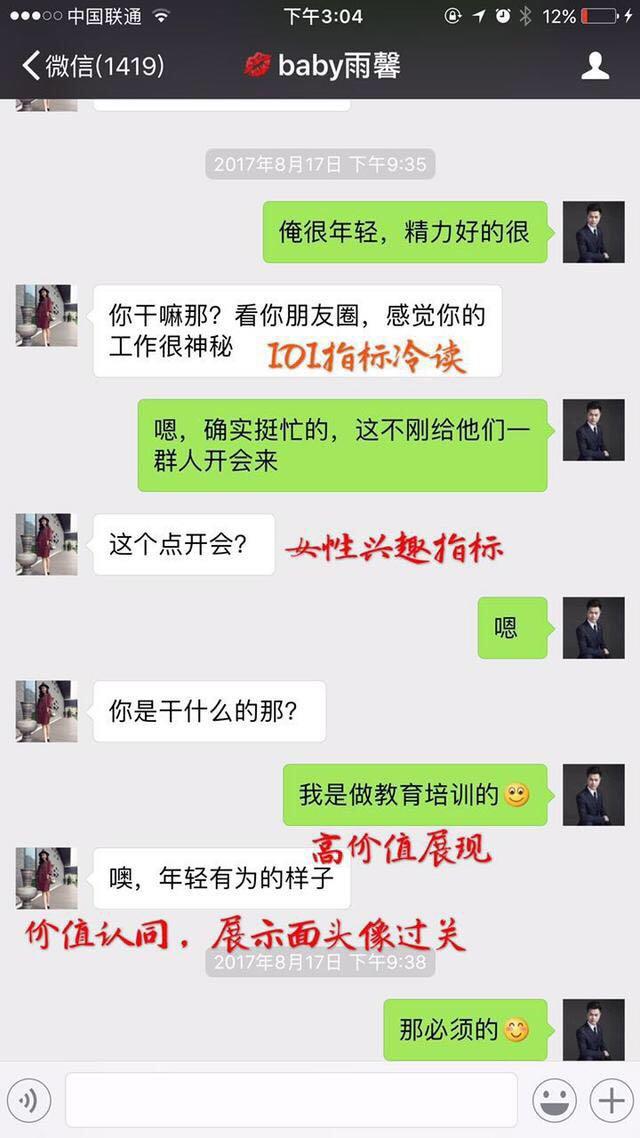 中国联通
下午3:04
12%
微信(1419)
💋 baby雨馨
2017年8月17日 下午9:35
俺很年轻，精力好的很
你干嘛那？看你朋友圈，感觉你的
工作很神秘
IOI指标冷读
嗯，确实挺忙的，这不刚给他们一
群人开会来
这个点开会？
女性兴趣指标
嗯
你是干什么的那？
我是做教育培训的🙂
高价值展现
噢，年轻有为的样子
价值认同，展示面头像过关
2017年8月17日 下午9:38
那必须的😊